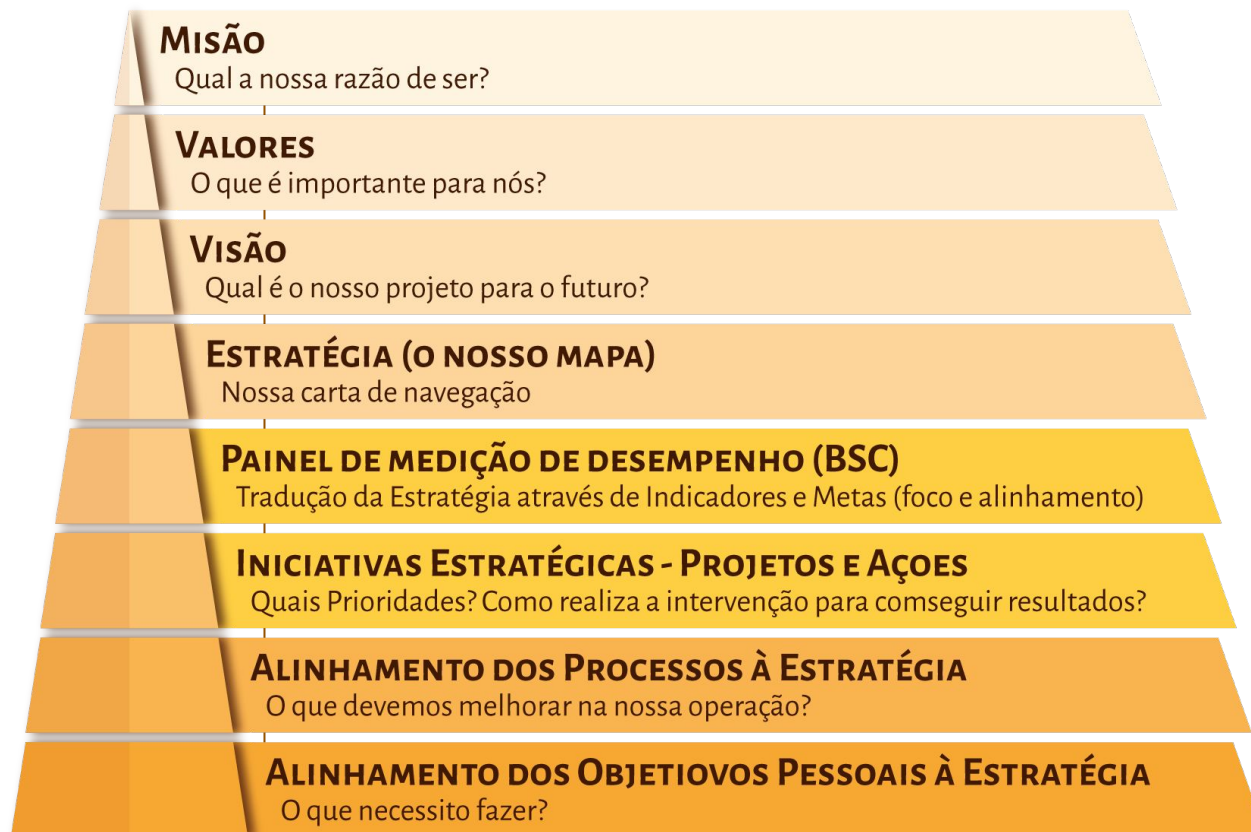 Misão
Qual a nossa razão de ser?
Valores
O que é importante para nós?
Visão
Qual é o nosso projeto para o futuro?
Estratégia (o nosso mapa)
Nossa carta de navegação
Painel de medição de desempenho (BSC)
Tradução da Estratégia através de Indicadores e Metas (foco e alinhamento)
Iniciativas Estratégicas - Projetos e Açoes
Quais Prioridades? Como realiza a intervenção para comseguir resultados?
Alinhamento dos Processos à Estratégia
O que devemos melhorar na nossa operação?
Alinhamento dos Objetiovos Pessoais à Estratégia
O que necessito fazer?